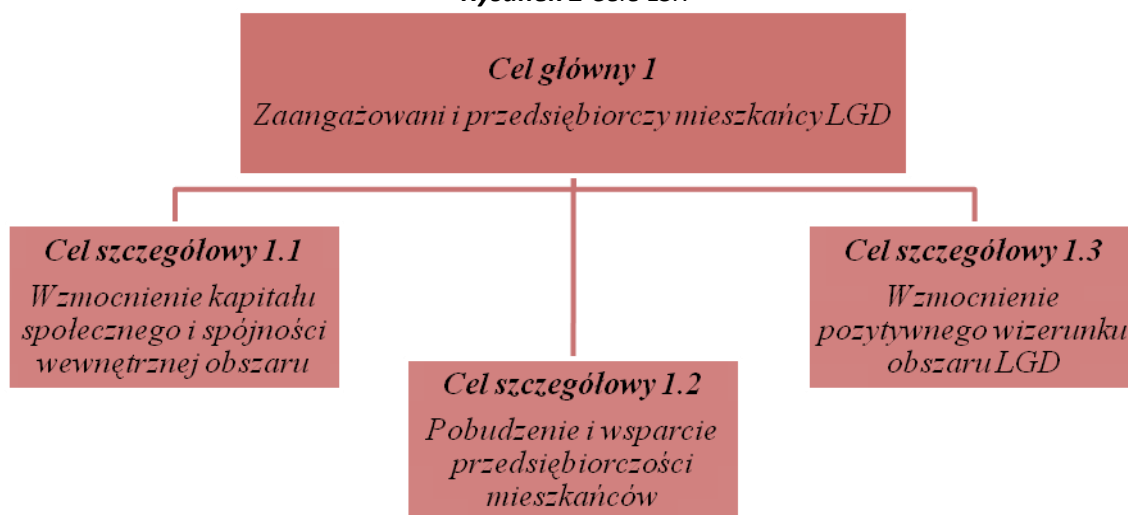 Cel główny 1
Zaangażowani i przedsiębiorczy mieszkańcy LGD
Cel szczegółowy 1.1
Wzmocnienie kapitału
społecznego i spójności
wewnętrznej obszaru
Cel szczegółowy 1.2
Pobudzenie i wsparcie
przedsiębiorczości
mieszkańców
Cel szczegółowy 1.3
Wzmocnienie
pozytywnego wizerunku
obszaru LGD